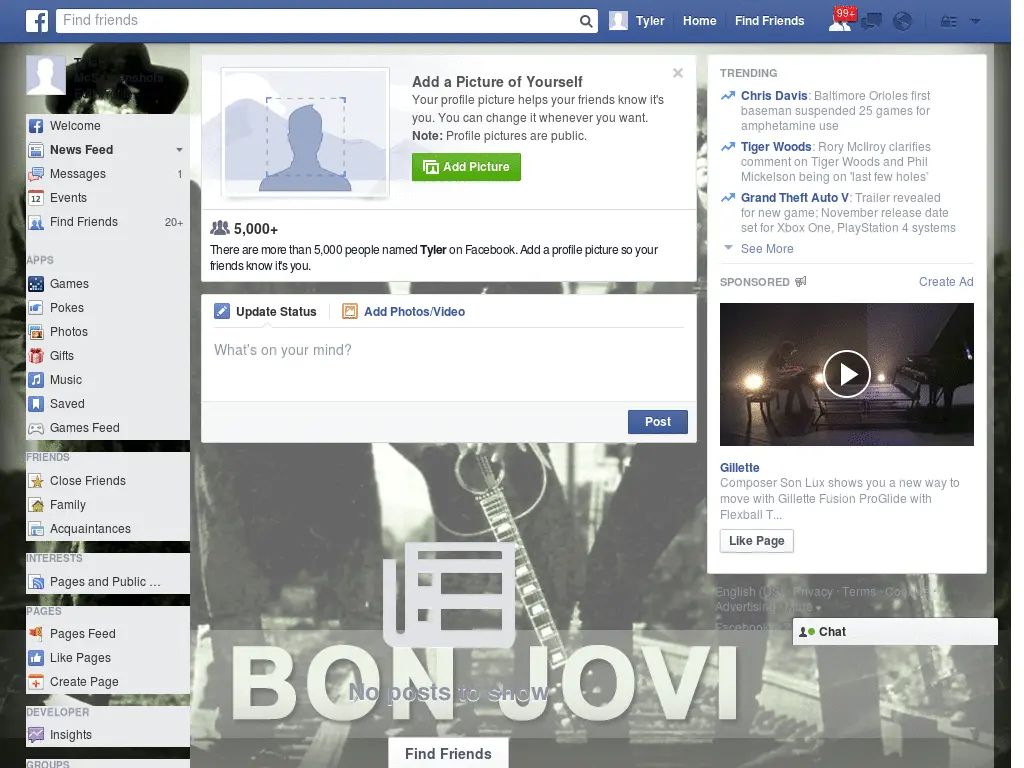 Find friends
Tyler
Home
Find Friends
99+
Welcome
News Feed
Messages 1
Events
12
Find Friends 20+
APPS
Games
Pokes
Photos
Gifts
Music
Saved
Games Feed
FRIENDS
Close Friends
Family
Acquaintances
INTERESTS
Pages and Public ...
PAGES
Pages Feed
Like Pages
Create Page
DEVELOPER
Insights
GROUPS
Add a Picture of Yourself
Your profile picture helps your friends know it's
you. You can change it whenever you want.
Note: Profile pictures are public.
Add Picture
5,000+
There are more than 5,000 people named Tyler on Facebook. Add a profile picture so your
friends know it's you.
Update Status
Add Photos/Video
What's on your mind?
Post
BON JOVI
No posts to show
Find Friends
TRENDING
Chris Davis: Baltimore Orioles first
baseman suspended 25 games for
amphetamine use
Tiger Woods: Rory McIlroy clarifies
comment on Tiger Woods and Phil
Mickelson being on 'last few holes'
Grand Theft Auto V: Trailer revealed
for new game; November release date
set for Xbox One, PlayStation 4 systems
See More
SPONSORED
Create Ad
Gillette
Composer Son Lux shows you a new way to
move with Gillette Fusion ProGlide with
Flexball T...
Like Page
English (US) · Privacy · Terms ·
Advertising · More
Facebook
Chat